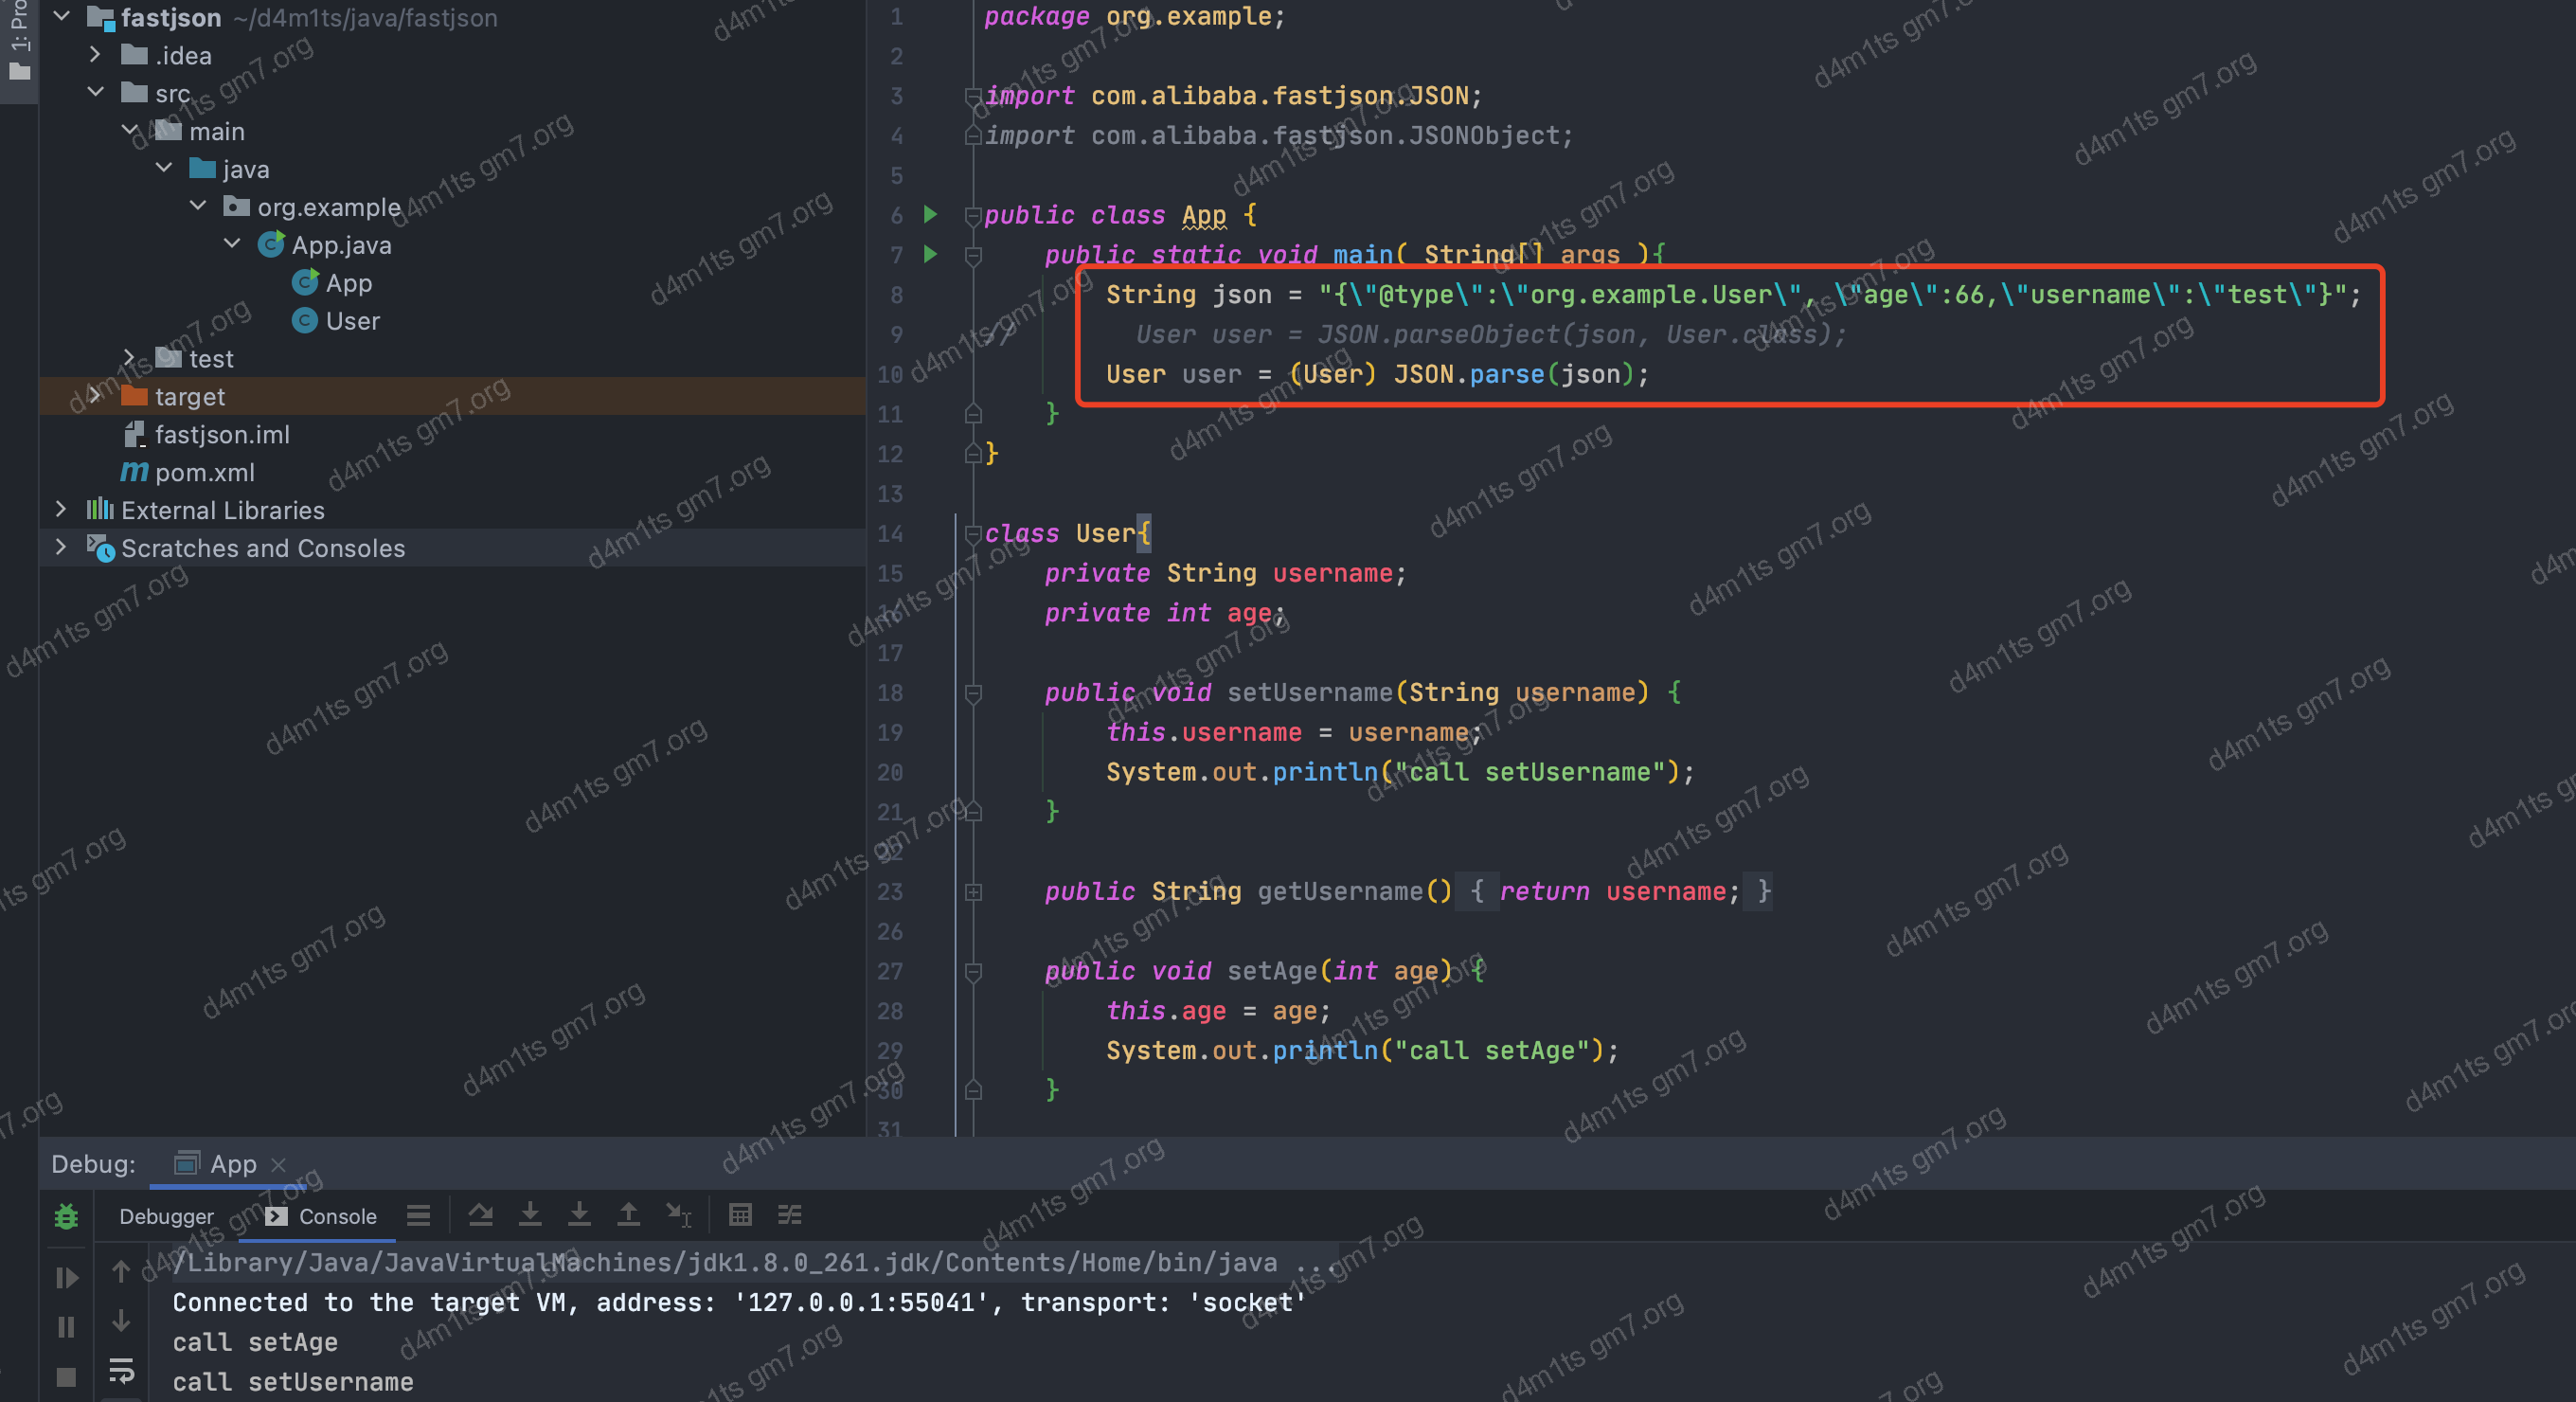 1: Pro
fastjson ~/d4m1ts/java/fastjson
.idea
src
main
java
org.example
App.java
App
User
test
target
fastjson.iml
pom.xml
External Libraries
Scratches and Consoles
1 package org.example;
2
3 import com.alibaba.fastjson.JSON;
4 import com.alibaba.fastjson.JSONObject;
5
6 public class App {
7 public static void main( String[] args ){
8 String json = "{\"@type\":\"org.example.User\", \"age\":66,\"username\":\"test\"}";
9 // User user = JSON.parseObject(json, User.class);
10 User user = (User) JSON.parse(json);
11 }
12 }
13
14 class User{
15 private String username;
16 private int age;
17
18 public void setUsername(String username) {
19 this.username = username;
20 System.out.println("call setUsername");
21 }
22
23 public String getUsername() { return username; }
26
27 public void setAge(int age) {
28 this.age = age;
29 System.out.println("call setAge");
30 }
31
Debug: App
Debugger Console
/Library/Java/JavaVirtualMachines/jdk1.8.0_261.jdk/Contents/Home/bin/java ...
Connected to the target VM, address: '127.0.0.1:55041', transport: 'socket'
call setAge
call setUsername
d4m1ts gm7.org